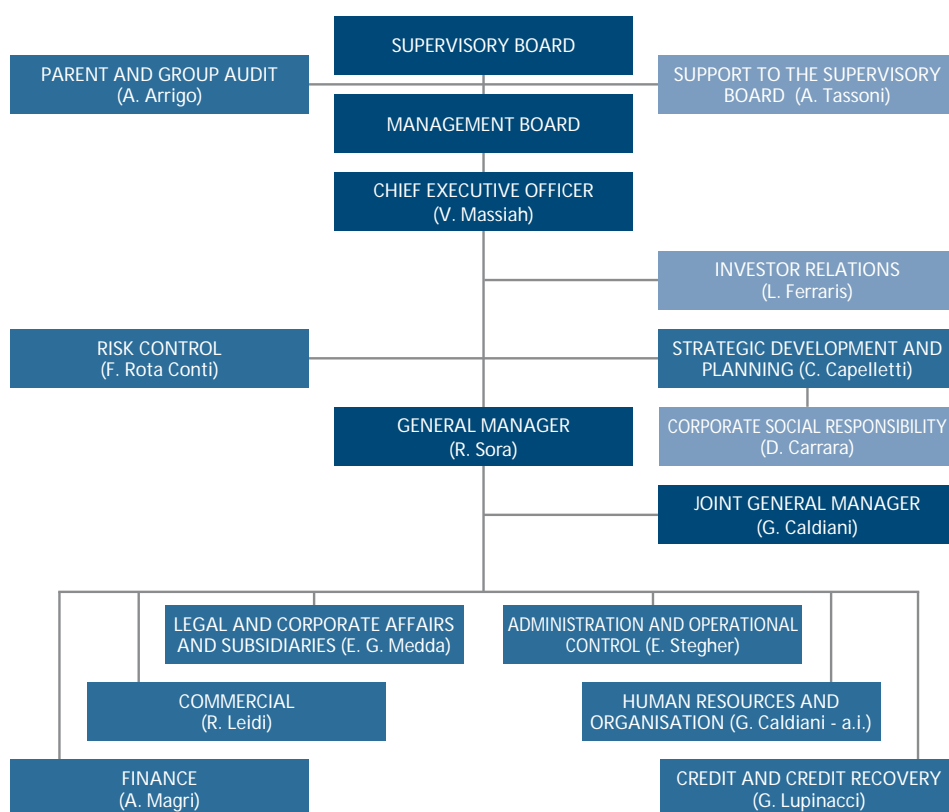 SUPERVISORY BOARD
PARENT AND GROUP AUDIT
(A. Arrigo)
SUPPORT TO THE SUPERVISORY
BOARD (A. Tassoni)
MANAGEMENT BOARD
CHIEF EXECUTIVE OFFICER
(V. Massiah)
INVESTOR RELATIONS
(L. Ferraris)
RISK CONTROL
(F. Rota Conti)
STRATEGIC DEVELOPMENT AND
PLANNING (C. Capelletti)
GENERAL MANAGER
(R. Sora)
CORPORATE SOCIAL RESPONSIBILITY
(D. Carrara)
JOINT GENERAL MANAGER
(G. Caldiani)
LEGAL AND CORPORATE AFFAIRS
AND SUBSIDIARIES (E. G. Medda)
ADMINISTRATION AND OPERATIONAL
CONTROL (E. Stegher)
COMMERCIAL
(R. Leidi)
HUMAN RESOURCES AND
ORGANISATION (G. Caldiani - a.i.)
FINANCE
(A. Magri)
CREDIT AND CREDIT RECOVERY
(G. Lupinacci)